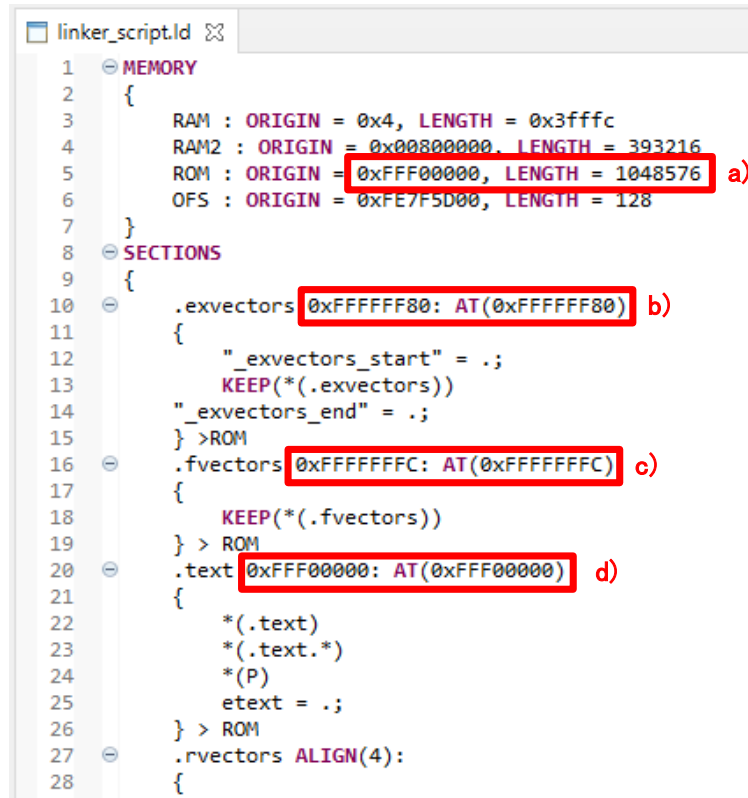 linker_script.ld
1 MEMORY
2 {
3 RAM : ORIGIN = 0x4, LENGTH = 0x3fffc
4 RAM2 : ORIGIN = 0x00800000, LENGTH = 393216
5 ROM : ORIGIN = 0xFFF00000, LENGTH = 1048576 a)
6 OFS : ORIGIN = 0xFE7F5D00, LENGTH = 128
7 }
8 SECTIONS
9 {
10 .exvectors 0xFFFFFF80: AT(0xFFFFFF80) b)
11 {
12 "_exvectors_start" = .;
13 KEEP(*(.exvectors))
14 "_exvectors_end" = .;
15 } >ROM
16 .fvectors 0xFFFFFFFC: AT(0xFFFFFFFC) c)
17 {
18 KEEP(*(.fvectors))
19 } > ROM
20 .text 0xFFF00000: AT(0xFFF00000) d)
21 {
22 *(.text)
23 *(.text.*)
24 *(P)
25 etext = .;
26 } > ROM
27 .rvectors ALIGN(4):
28 {